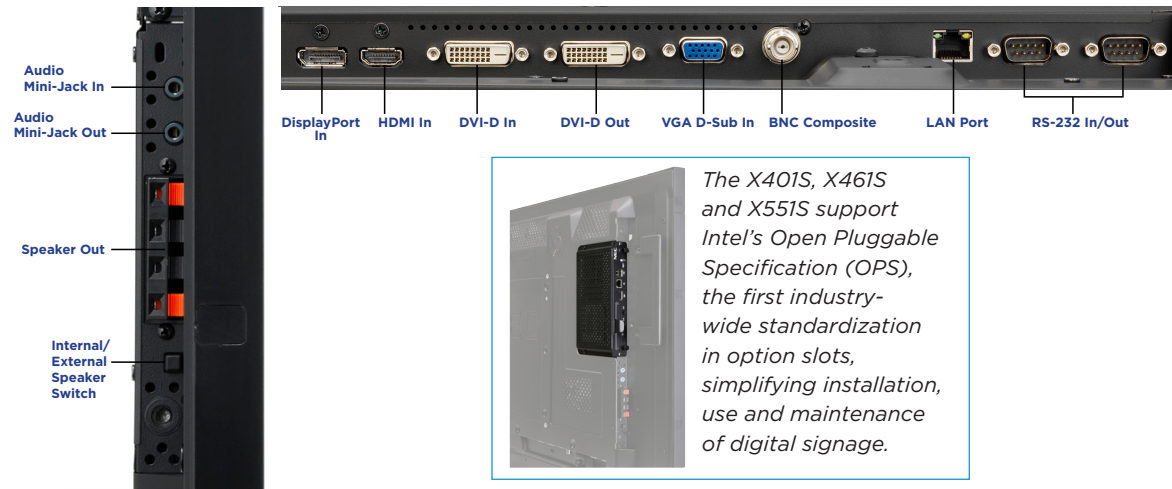 Audio
Mini-Jack In
Audio
Mini-Jack Out
Speaker Out
Internal/
External
Speaker
Switch
DisplayPort
In
HDMI In
DVI-D In
DVI-D Out
VGA D-Sub In
BNC Composite
LAN Port
RS-232 In/Out
The X401S, X461S
and X551S support
Intel's Open Pluggable
Specification (OPS),
the first industry-
wide standardization
in option slots,
simplifying installation,
use and maintenance
of digital signage.